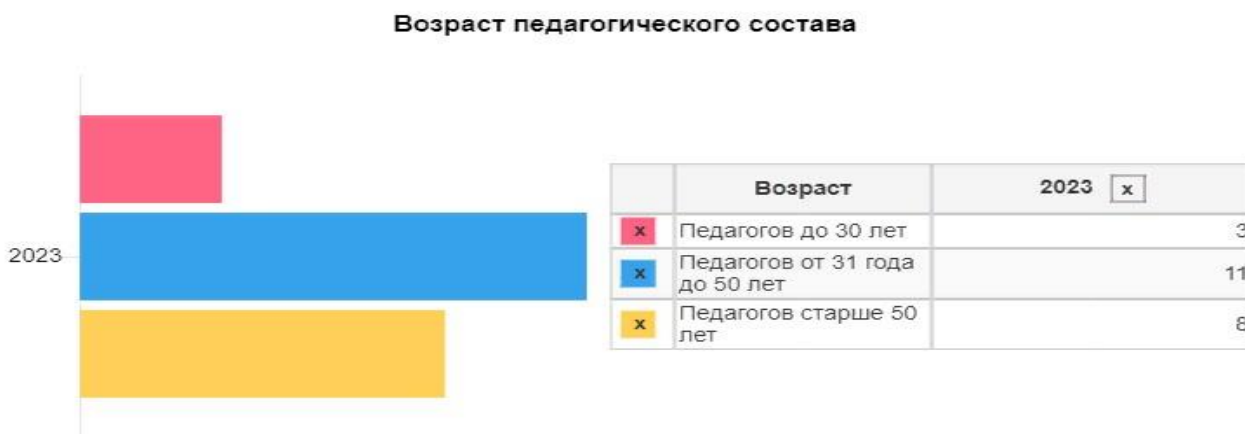 Возраст педагогического состава
2023
Возраст 2023 x
x Педагогов до 30 лет 3
x Педагогов от 31 года
до 50 лет 11
x Педагогов старше 50
лет 8